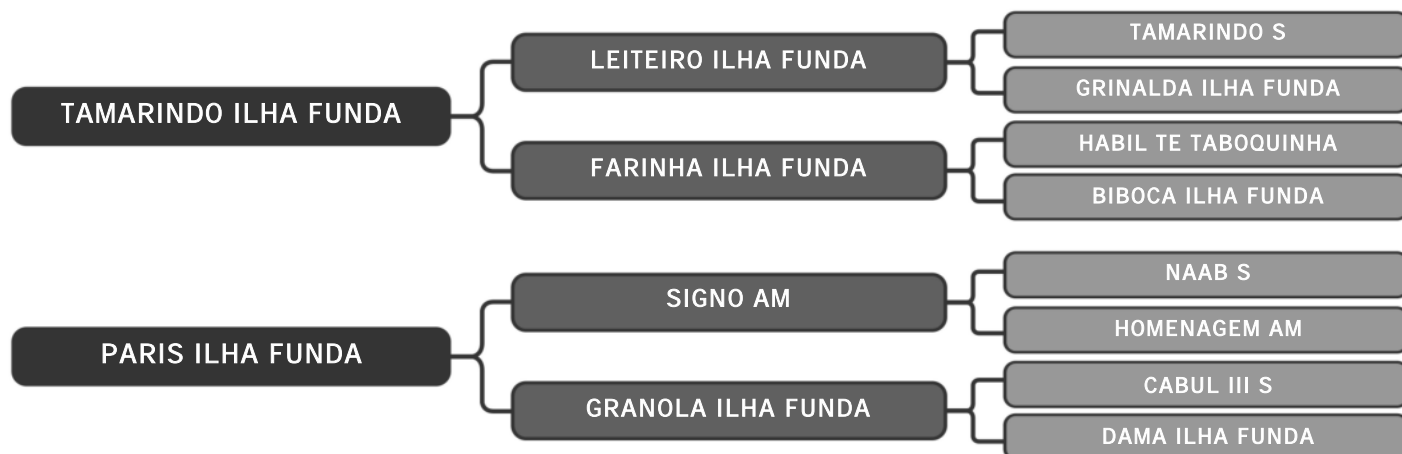 TAMARINDO ILHA FUNDA
LEITEIRO ILHA FUNDA
TAMARINDO S
GRINALDA ILHA FUNDA
FARINHA ILHA FUNDA
HABIL TE TABOQUINHA
BIBOCA ILHA FUNDA
PARIS ILHA FUNDA
SIGNO AM
NAAB S
HOMENAGEM AM
GRANOLA ILHA FUNDA
CABUL III S
DAMA ILHA FUNDA